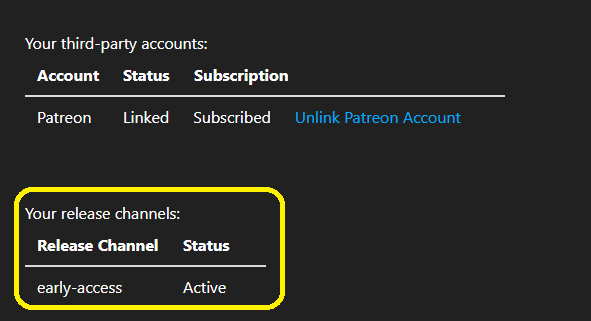 Your third-party accounts:
Account Status Subscription
Patreon Linked Subscribed Unlink Patreon Account
Your release channels:
Release Channel Status
early-access Active